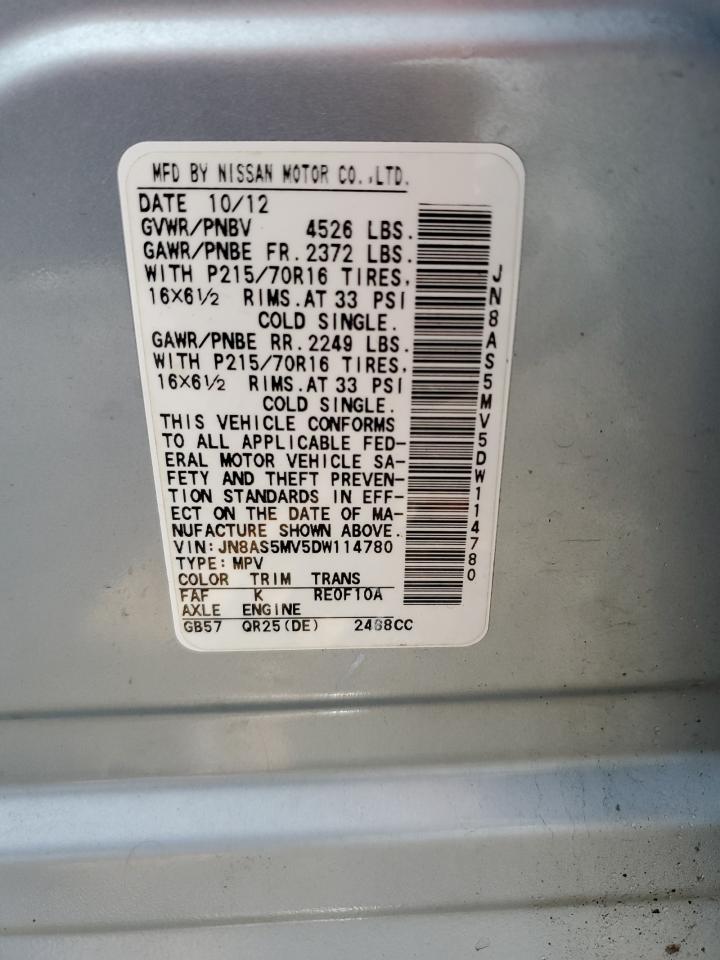 MFD BY NISSAN MOTOR CO.,LTD.
DATE 10/12
GVWR/PNBV 4526 LBS.
GAWR/PNBE FR.2372 LBS.
WITH P215/70R16 TIRES,
16X6½ RIMS.AT 33 PSI
COLD SINGLE.
GAWR/PNBE RR.2249 LBS.
WITH P215/70R16 TIRES,
16X6½ RIMS.AT 33 PSI
COLD SINGLE.
THIS VEHICLE CONFORMS
TO ALL APPLICABLE FED-
ERAL MOTOR VEHICLE SA-
FETY AND THEFT PREVEN-
TION STANDARDS IN EFF-
ECT ON THE DATE OF MA-
NUFACTURE SHOWN ABOVE.
VIN:JN8AS5MV5DW114780
TYPE:MPV
COLOR TRIM TRANS
FAF K RE0F10A
AXLE ENGINE
GB57 QR25(DE) 2488CC
JN8AS5MV5DW114780